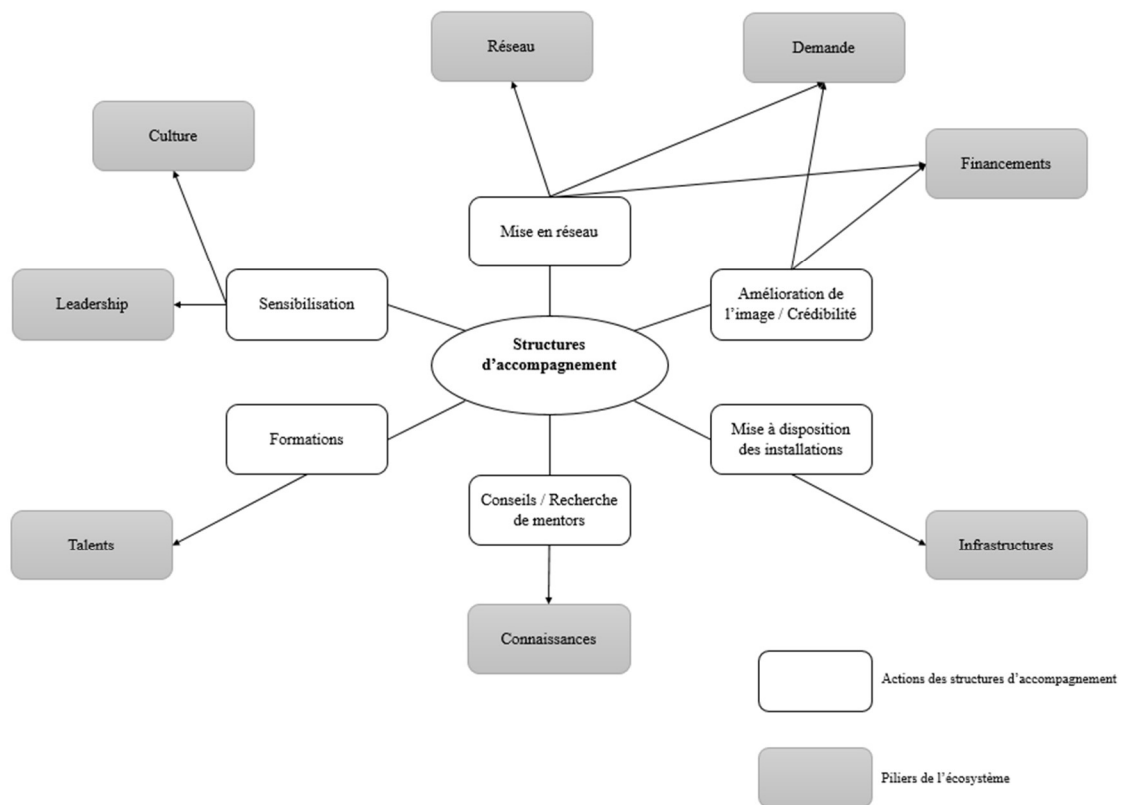 Réseau
Demande
Culture
Financements
Mise en réseau
Leadership
Sensibilisation
Amélioration de
l’image / Crédibilité
Structures
d’accompagnement
Formations
Mise à disposition
des installations
Conseils / Recherche
de mentors
Talents
Infrastructures
Connaissances
Actions des structures d’accompagnement
Piliers de l’écosystème